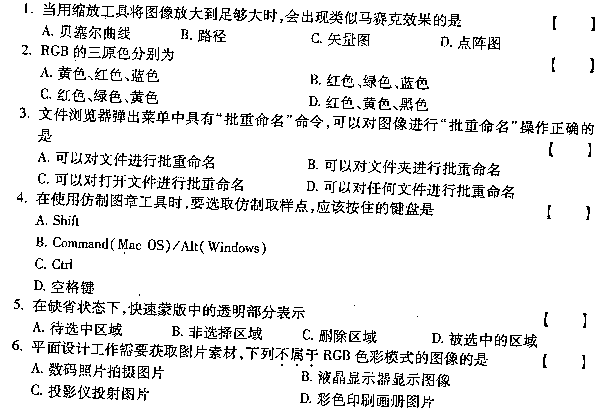 1. 当用缩放工具将图像放大到足够大时,会出现类似马赛克效果的是 【 】
A. 贝塞尔曲线 B. 路径 C. 矢量图 D. 点阵图
2. RGB 的三原色分别为 【 】
A. 黄色、红色、蓝色 B. 红色、绿色、蓝色
C. 红色、绿色、黄色 D. 红色、黄色、黑色
3. 文件浏览器弹出菜单中具有“批重命名”命令,可以对图像进行“批重命名”操作正确的
是 【 】
A. 可以对文件进行批重命名 B. 可以对文件夹进行批重命名
C. 可以对打开文件进行批重命名 D. 可以对任何文件进行批重命名
4. 在使用仿制图章工具时,要选取仿制取样点,应该按住的键盘是 【 】
A. Shift
B. Command(Mac OS)/Alt(Windows)
C. Ctrl
D. 空格键
5. 在缺省状态下,快速蒙版中的透明部分表示 【 】
A. 待选中区域 B. 非选择区域 C. 删除区域 D. 被选中的区域
6. 平面设计工作需要获取图片素材,下列不属于 RGB 色彩模式的图像的是 【 】
A. 数码照片拍摄图片 B. 液晶显示器显示图像
C. 投影仪投射图片 D. 彩色印刷画册图片